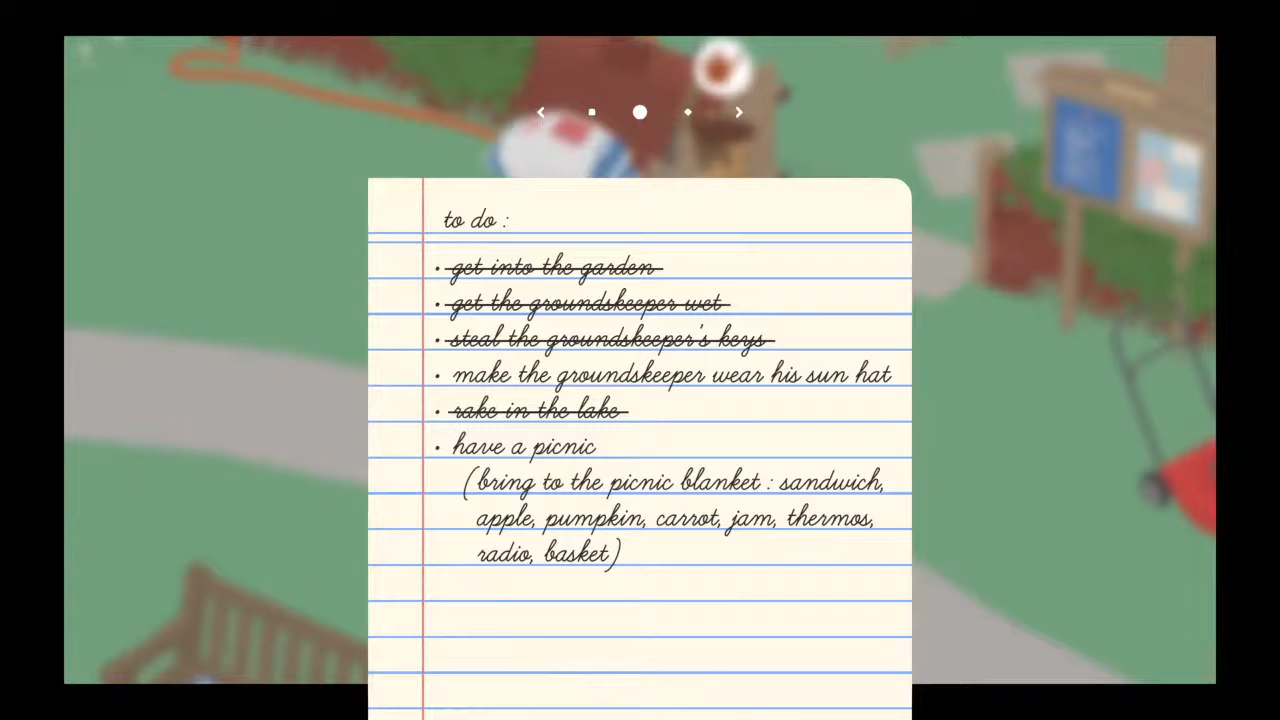 to do :
• get into the garden
• get the groundskeeper wet
• steal the groundskeeper's keys
• make the groundskeeper wear his sun hat
• rake in the lake
• have a picnic
(bring to the picnic blanket : sandwich,
apple, pumpkin, carrot, jam, thermos,
radio, basket)